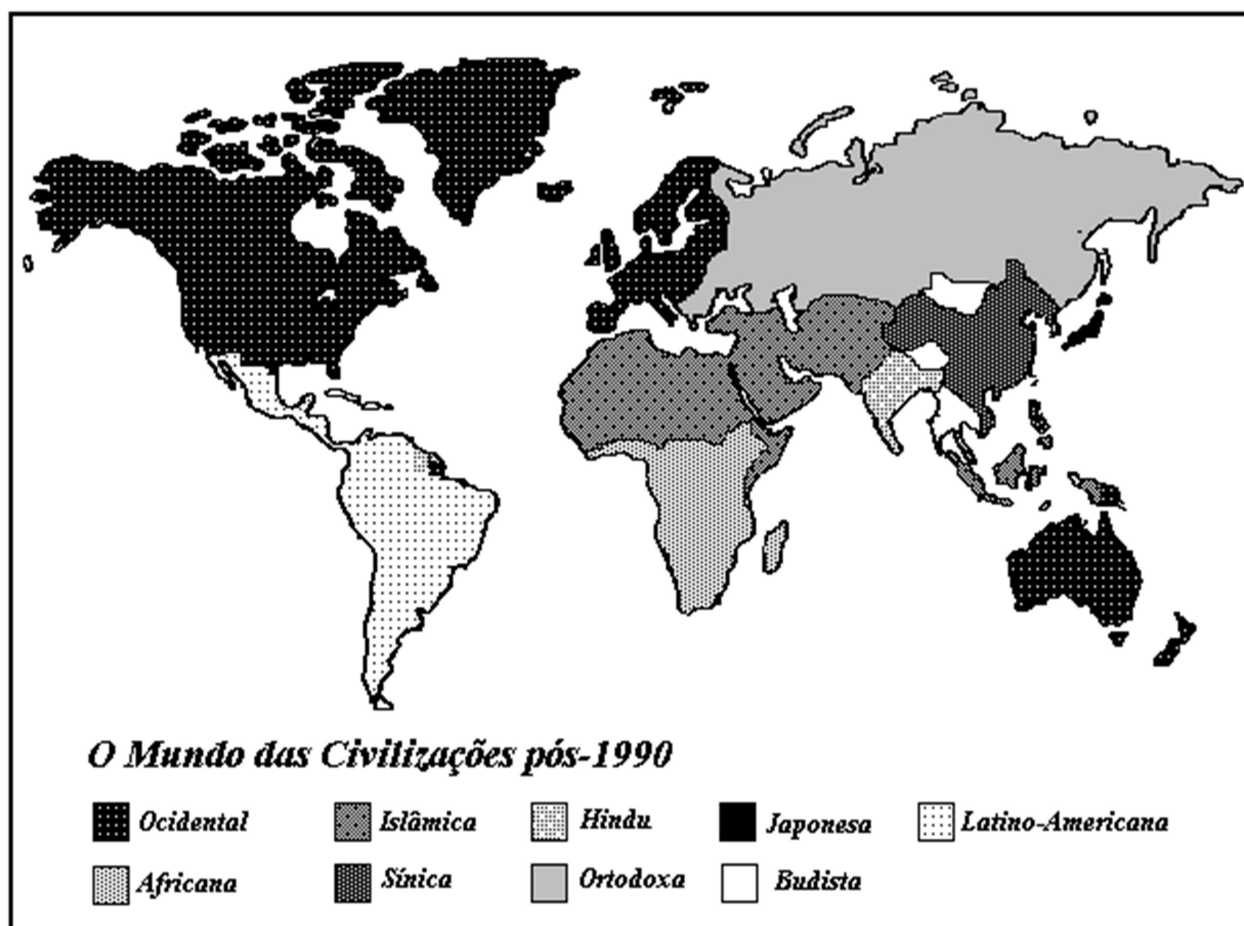 O Mundo das Civilizações pós-1990
Ocidental Islâmica Hindu Japonesa Latino-Americana
Africana Sínica Ortodoxa Budista